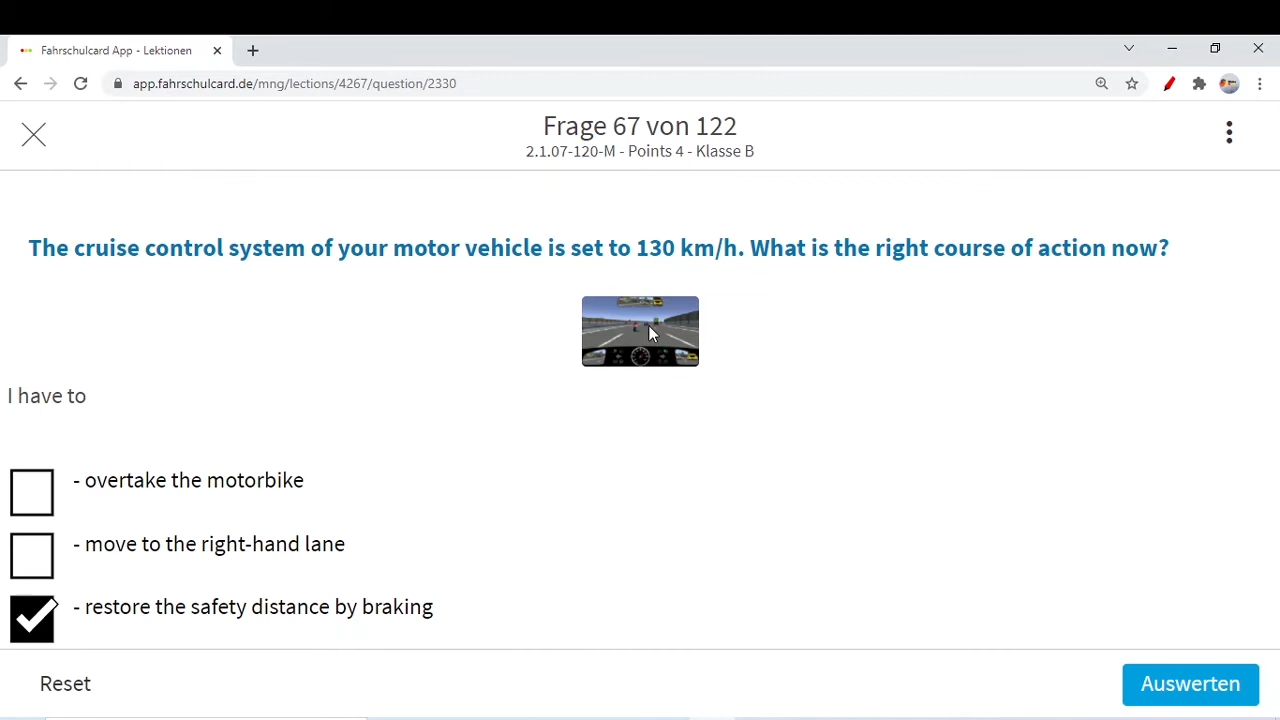 Fahrschulcard App - Lektionen
app.fahrschulcard.de/mng/lections/4267/question/2330
Frage 67 von 122
2.1.07-120-M - Points 4 - Klasse B
The cruise control system of your motor vehicle is set to 130 km/h. What is the right course of action now?
I have to
- overtake the motorbike
- move to the right-hand lane
- restore the safety distance by braking
Reset
Auswerten